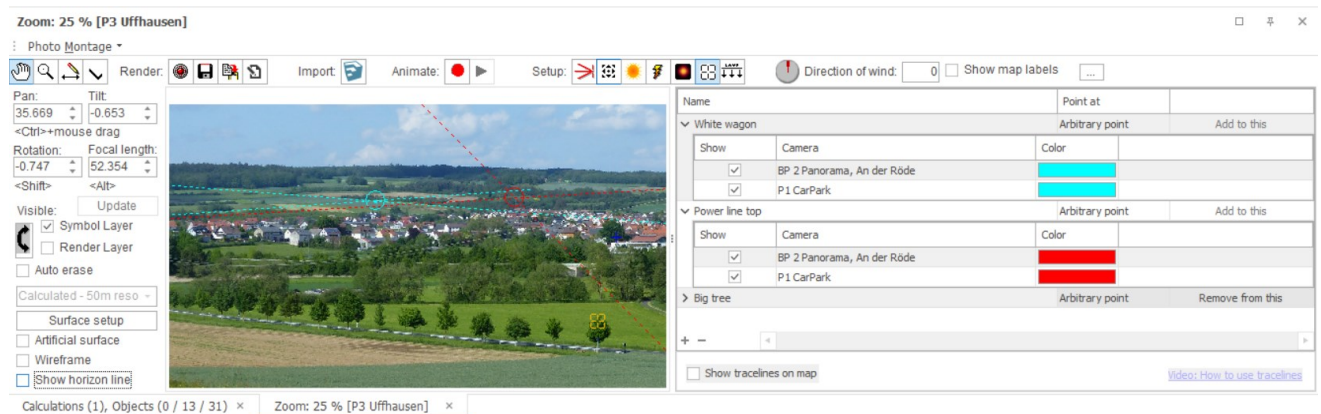 Zoom: 25 % [P3 Uffhausen]
Photo Montage
Render: Import: Animate: Setup: Direction of wind: 0 Show map labels ...
Pan: Tilt:
35.669 -0.653
<Ctrl>+mouse drag
Rotation: Focal length:
-0.747 52.354
<Shift> <Alt>
Visible: Update
Symbol Layer
Render Layer
Auto erase
Calculated - 50m reso
Surface setup
Artificial surface
Wireframe
Show horizon line
Name Point at
White wagon Arbitrary point Add to this
Show Camera Color
BP 2 Panorama, An der Röde
P1 CarPark
Power line top Arbitrary point Add to this
Show Camera Color
BP 2 Panorama, An der Röde
P1 CarPark
Big tree Arbitrary point Remove from this
Show tracelines on map Video: How to use tracelines
Calculations (1), Objects (0 / 13 / 31) × Zoom: 25 % [P3 Uffhausen] ×